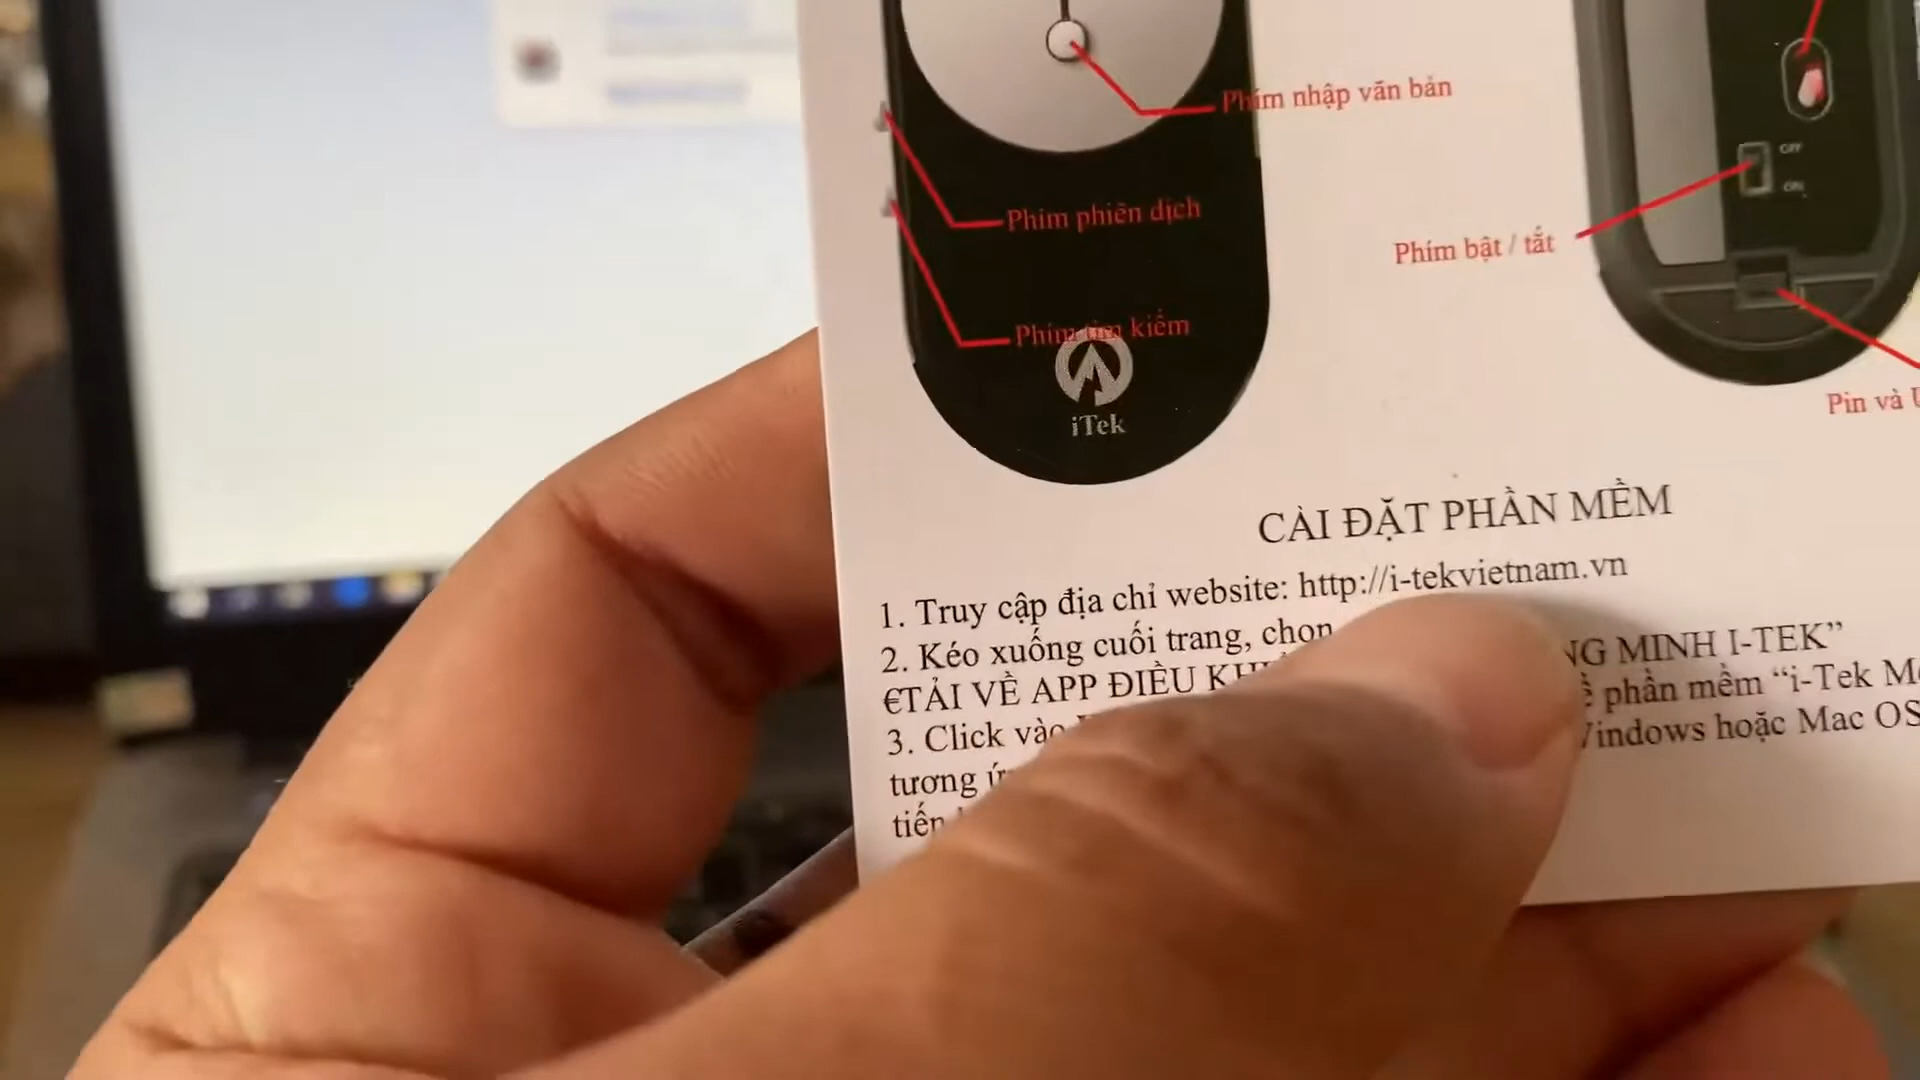 Phím nhập văn bản
OFF
Phím phiên dịch
ON
Phím bật / tắt
Phím tìm kiếm
Pin và
iTek
CÀI ĐẶT PHẦN MỀM
1. Truy cập địa chỉ website: http://i-tekvietnam.vn
2. Kéo xuống cuối trang, chọn MINH I-TEK”
€TẢI VỀ APP ĐIỀU phần mềm “i-Tek
3. Click vào Windows hoặc Mac OS
tương
tiến